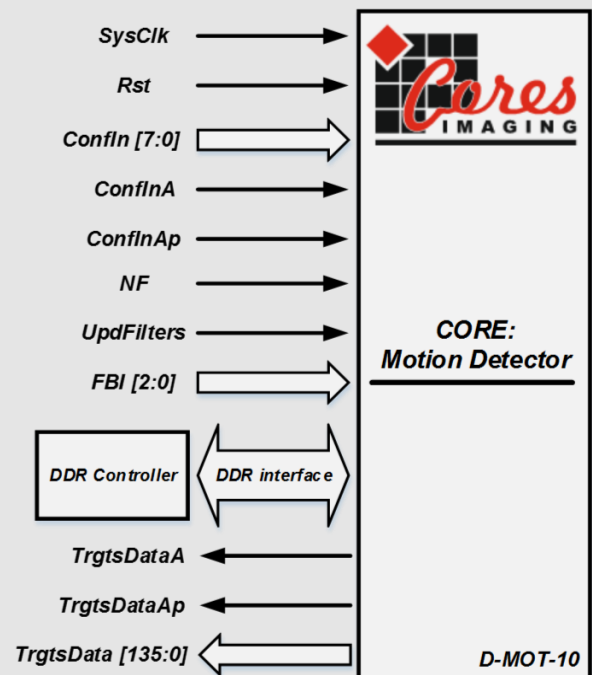 SysClk
Rst
ConfIn [7:0]
ConfInA
ConfInAp
NF
UpdFilters
FBI [2:0]
DDR Controller
DDR interface
TrgtsDataA
TrgtsDataAp
TrgtsData [135:0]
Cores
IMAGING
CORE:
Motion Detector
D-MOT-10